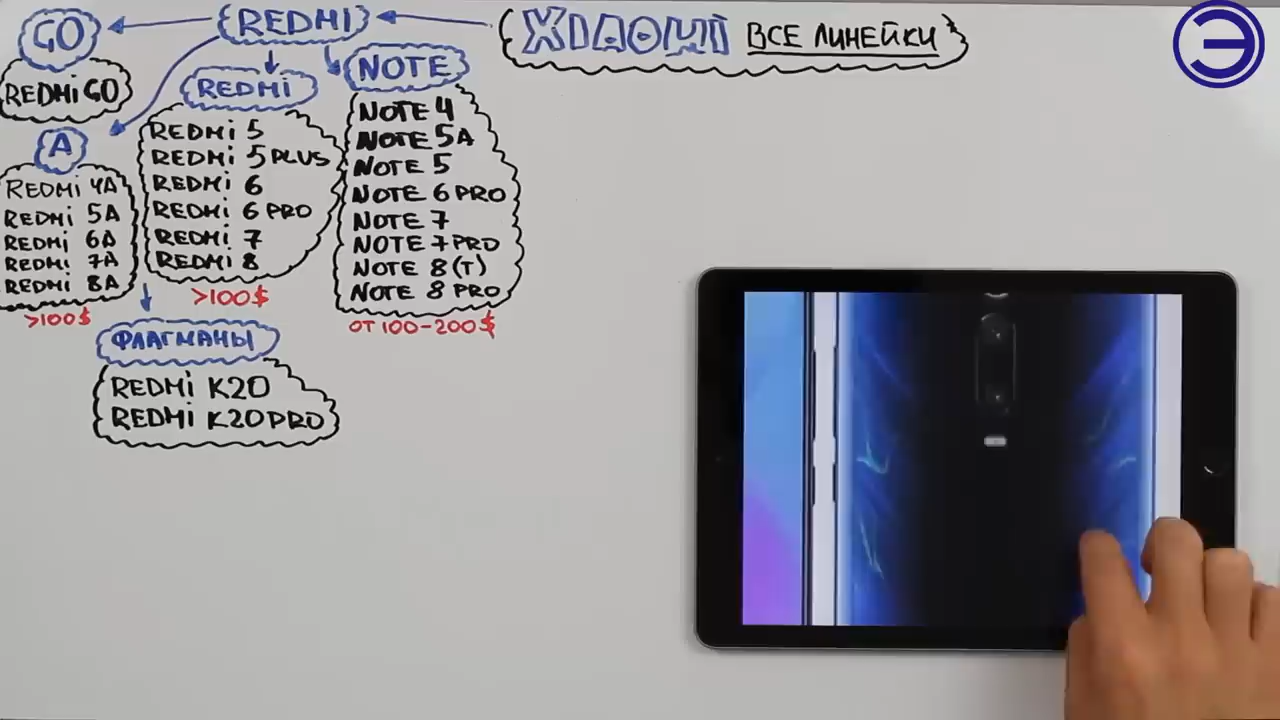 XIAOMI ВСЕ ЛИНЕЙКИ
Э
REDMI
GO
REDMI GO
A
REDMI 4A
REDMI 5A
REDMI 6A
REDMI 7A
REDMI 8A
>100$
REDMI
REDMI 5
REDMI 5 PLUS
REDMI 6
REDMI 6 PRO
REDMI 7
REDMI 8
>100$
NOTE
NOTE 4
NOTE 5A
NOTE 5
NOTE 6 PRO
NOTE 7
NOTE 7 PRO
NOTE 8 (T)
NOTE 8 PRO
ОТ 100-200$
ФЛАГМАНЫ
REDMI K20
REDMI K20 PRO